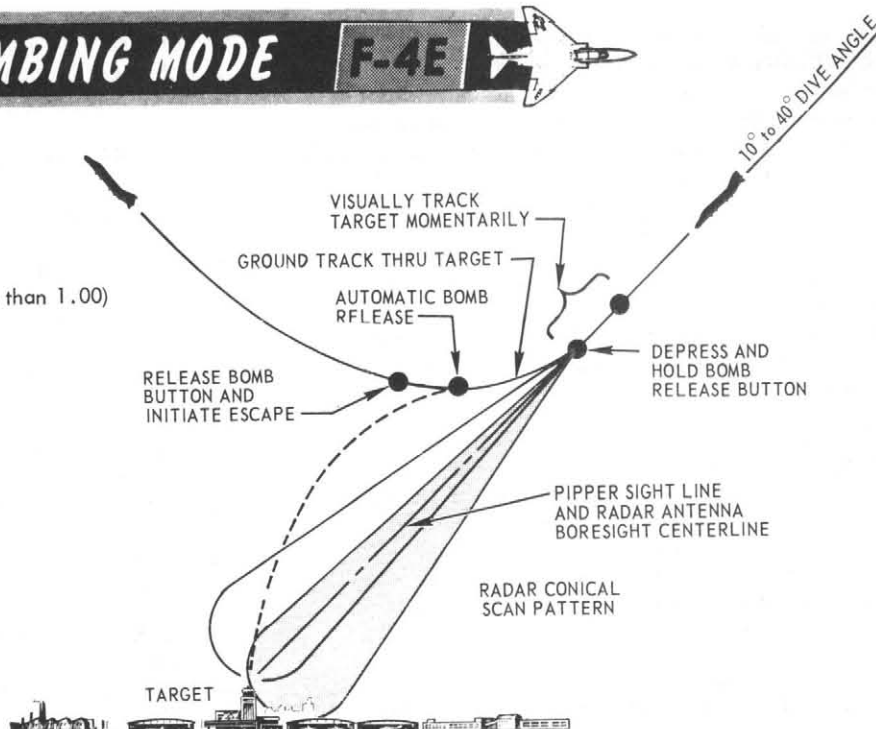 MBING MODE F-4E
10° to 40° DIVE ANGLE
VISUALLY TRACK
TARGET MOMENTARILY
GROUND TRACK THRU TARGET
than 1.00)
AUTOMATIC BOMB
RFLEASE
DEPRESS AND
HOLD BOMB
RELEASE BUTTON
RELEASE BOMB
BUTTON AND
INITIATE ESCAPE
PIPPER SIGHT LINE
AND RADAR ANTENNA
BORESIGHT CENTERLINE
RADAR CONICAL
SCAN PATTERN
TARGET